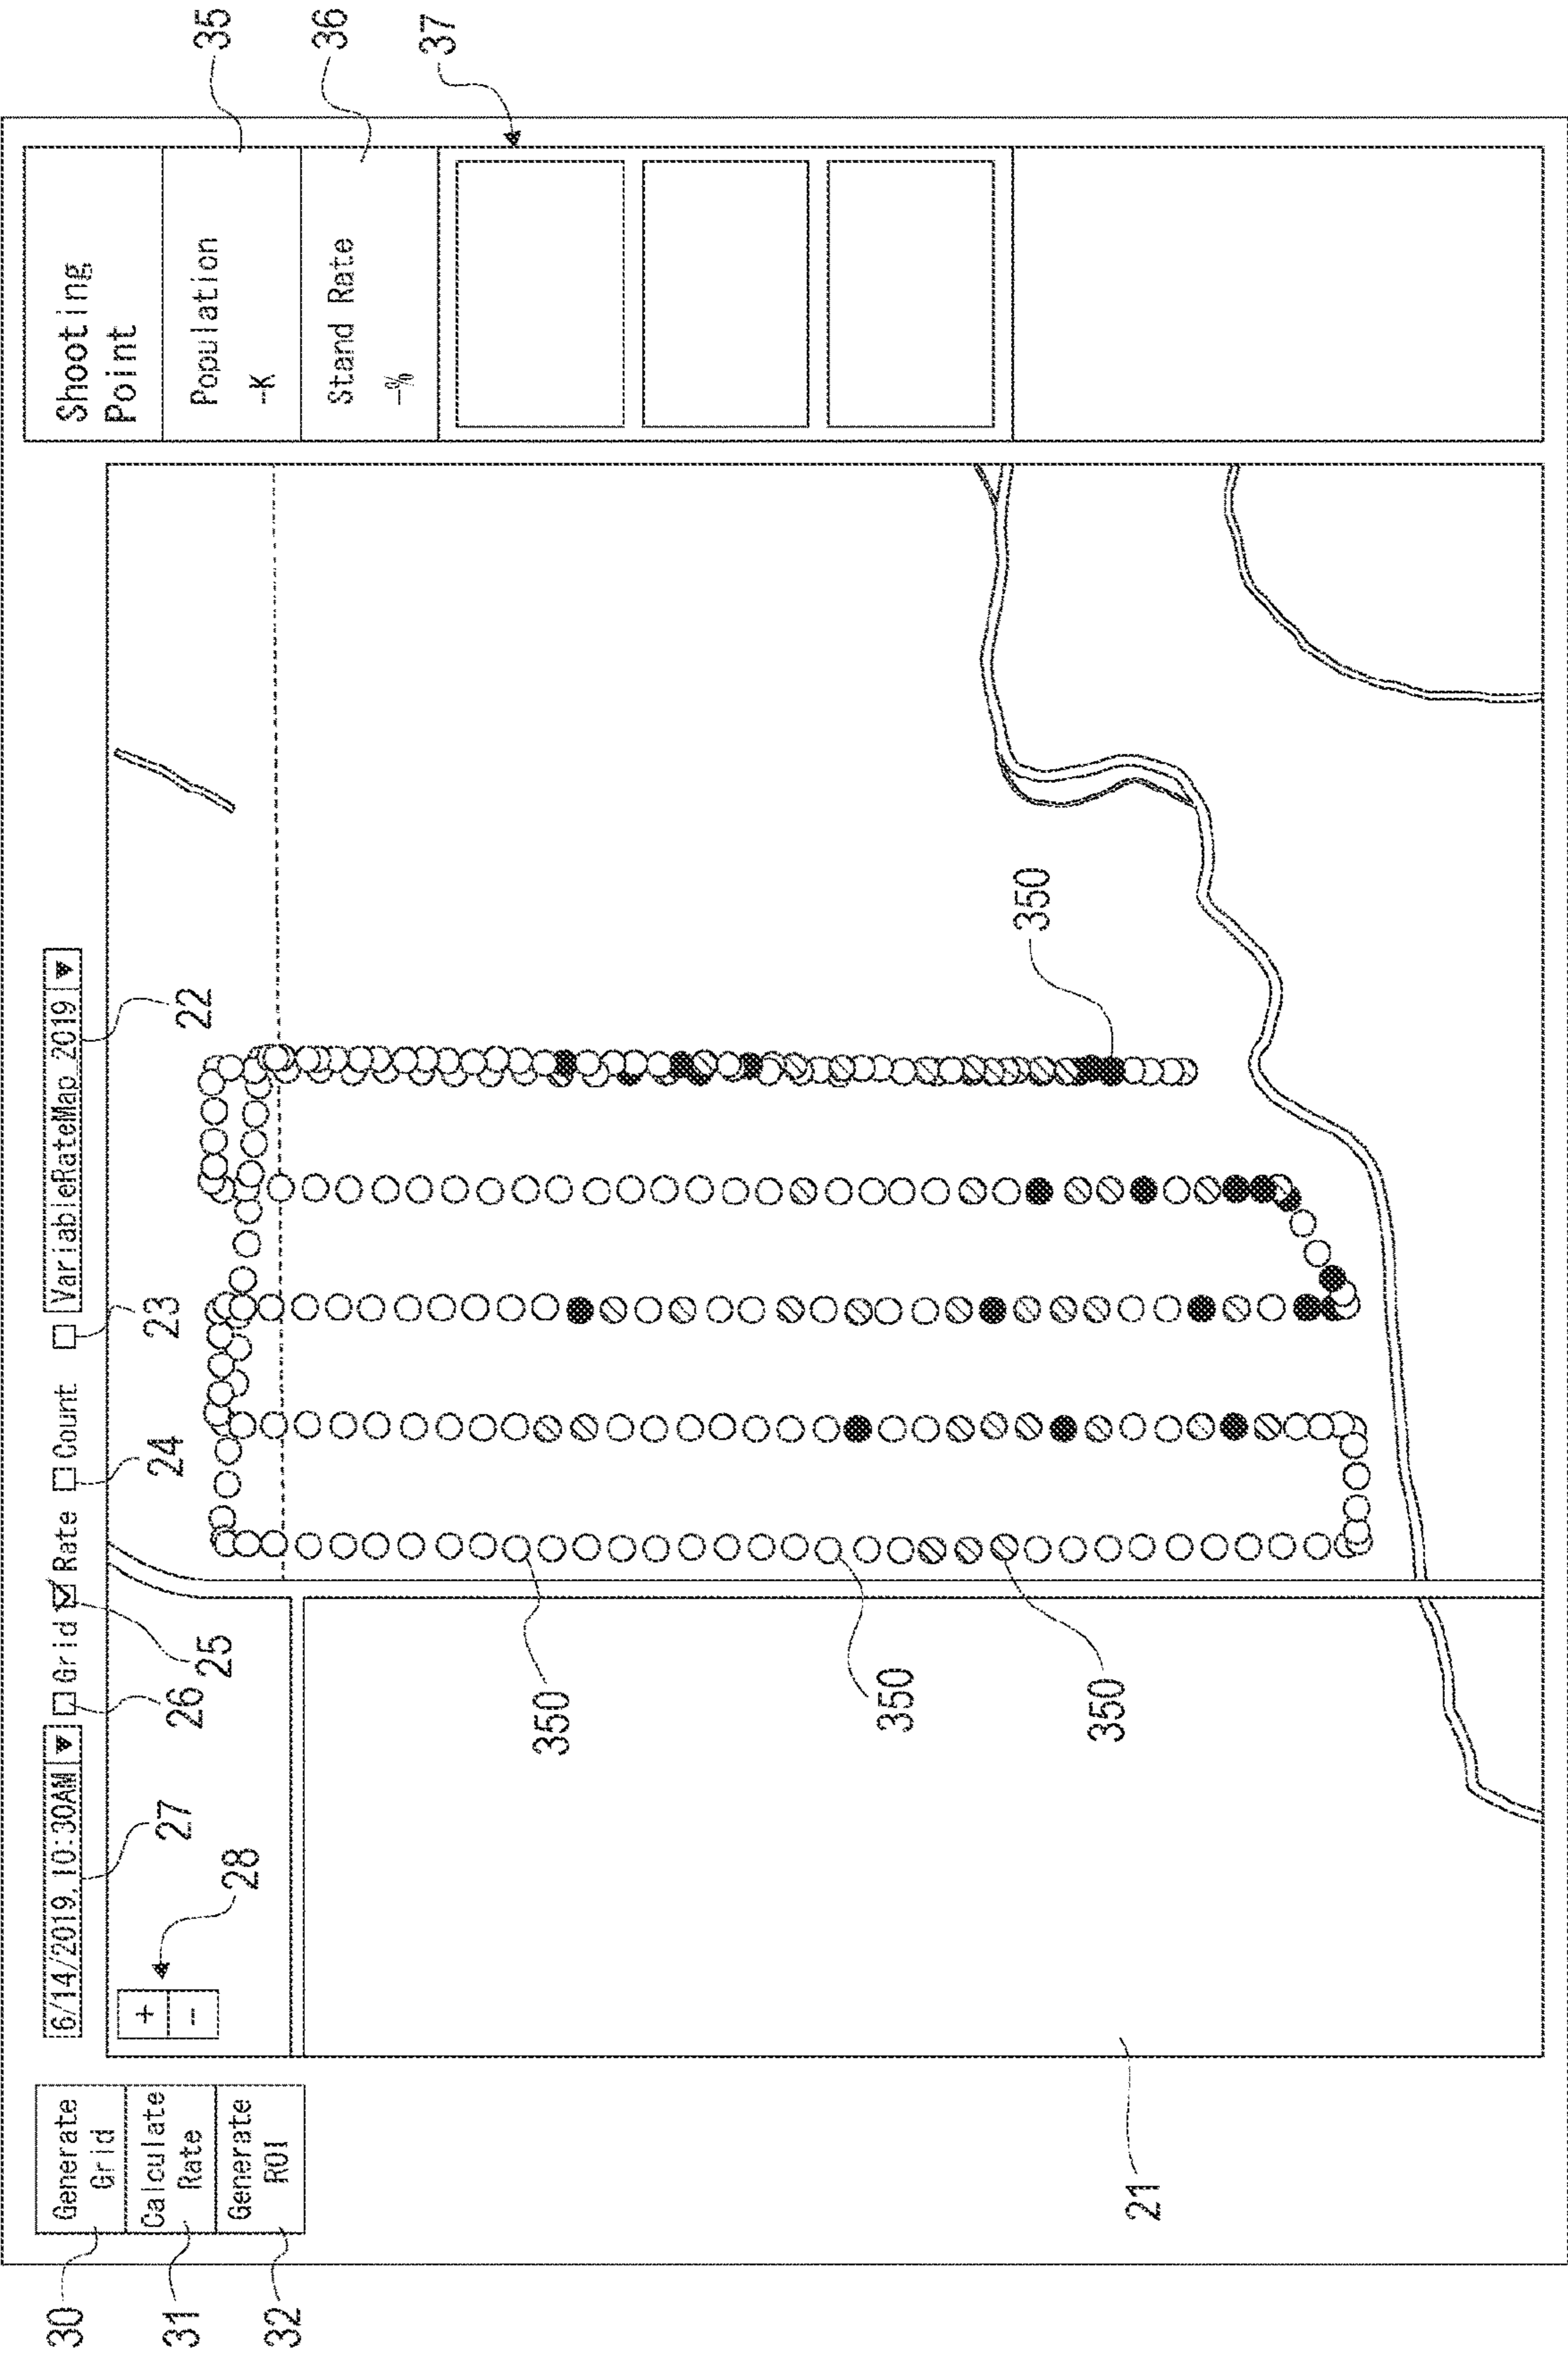 30
Generate
Grid
31
Calculate
Rate
32
Generate
ROI
6/14/2019, 10:30AM ▼
Grid
Rate
Count
VariableRateMap_2019 ▼
26
25
24
23
22
27
28
+
-
350
350
350
350
21
Shooting
Point
Population
-K
Stand Rate
-%
35
36
37